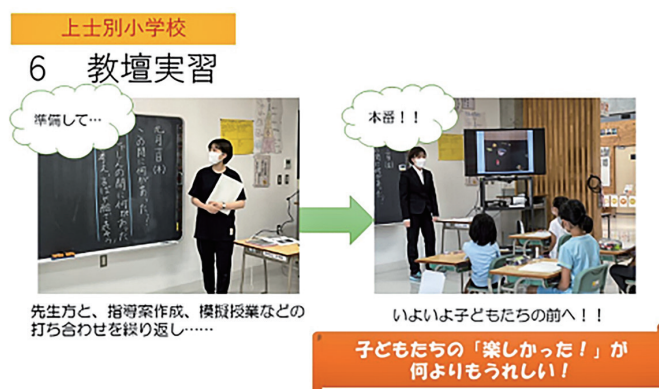 上士別小学校
6 教壇実習
準備して…
本番！！
先生方と、指導案作成、模擬授業などの
打ち合わせを繰り返し……
いよいよ子どもたちの前へ！！
子どもたちの「楽しかった！」が
何よりもうれしい！